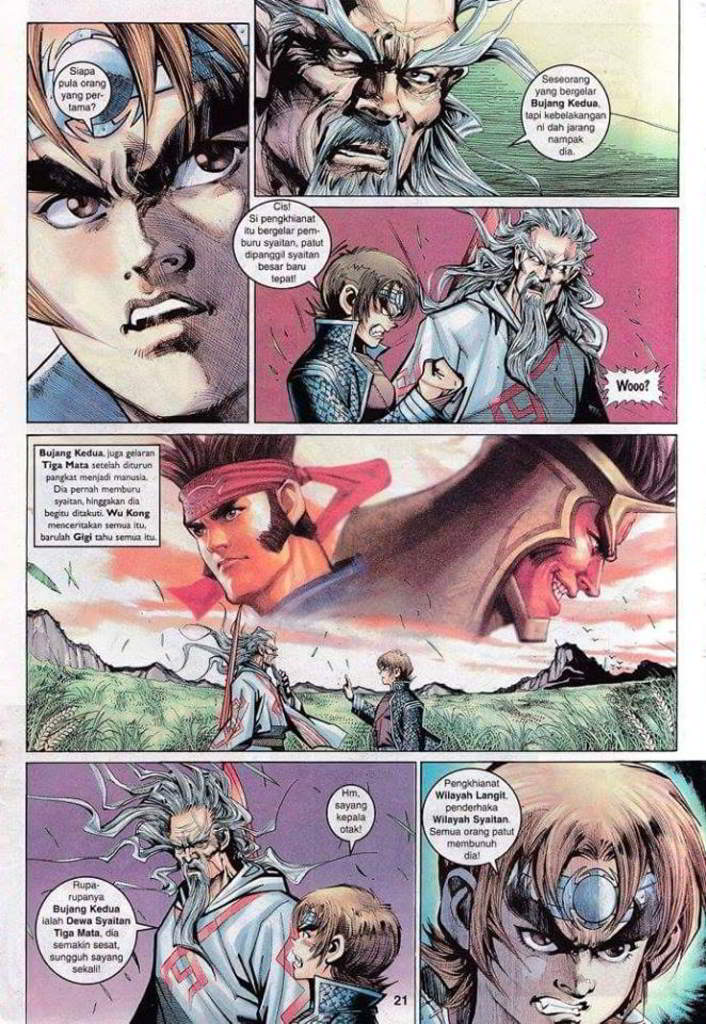 Siapa
pula orang
yang per-
tama?
Seseorang
yang bergelar
Bujang Kedua,
tapi kebelakangan
ni dah jarang
nampak
dia.
Cis!
Si pengkhianat
itu bergelar pem-
buru syaitan, patut
dipanggil syaitan
besar baru
tepat!
Wooo?
Bujang Kedua, juga gelaran
Tiga Mata setelah diturun
pangkat menjadi manusia.
Dia pernah memburu
syaitan, hinggakan dia
begitu ditakuti. Wu Kong
menceritakan semua itu,
barulah Gigi tahu semua itu.
Rupa-
rupanya
Bujang Kedua
ialah Dewa Syaitan
Tiga Mata, dia
semakin sesat,
sungguh sayang
sekali!
Hm,
sayang
kepala
otak!
Pengkhianat
Wilayah Langit,
penderhaka
Wilayah Syaitan.
Semua orang patut
membunuh
dia!
21